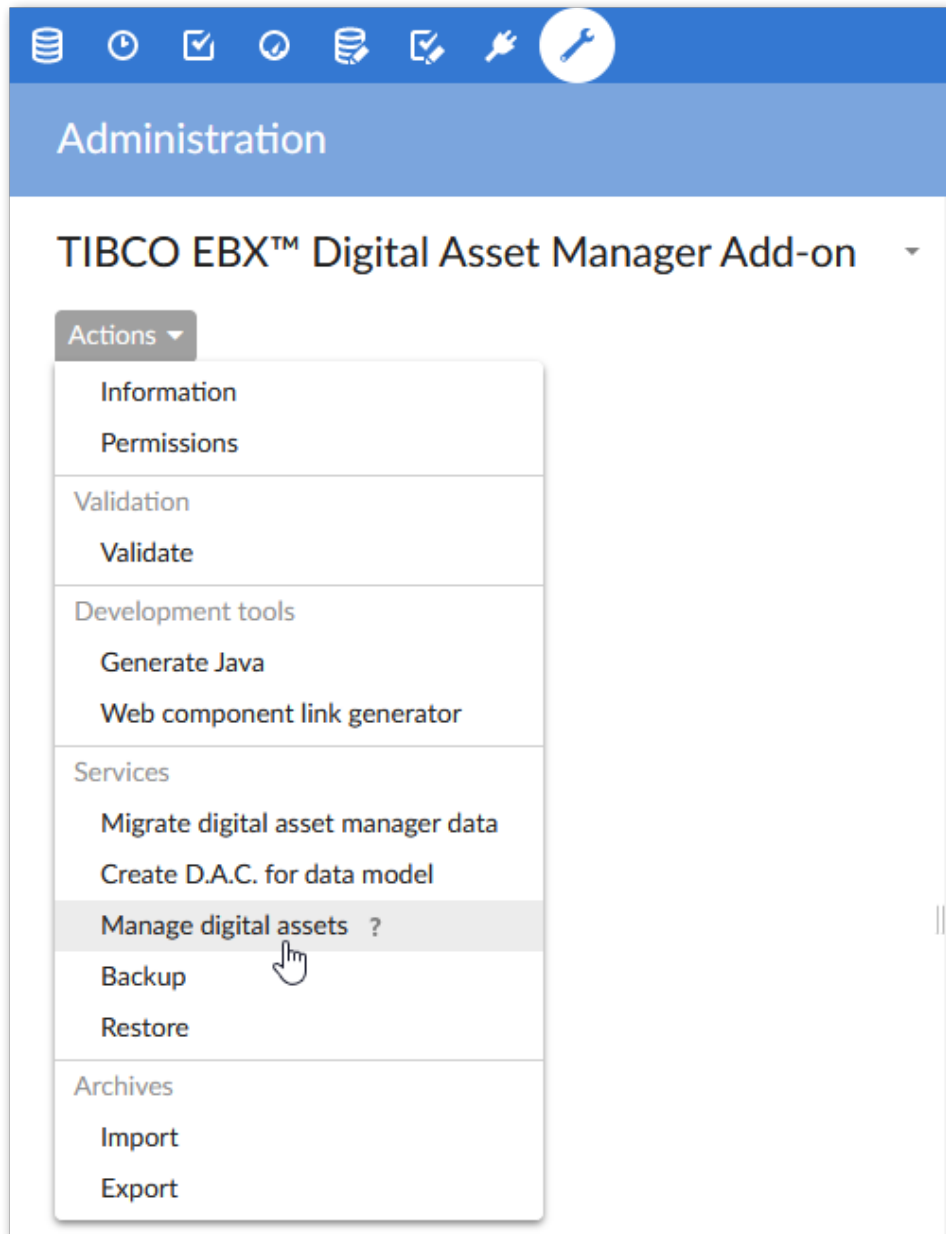 Administration
TIBCO EBX™ Digital Asset Manager Add-on
Actions
Information
Permissions
Validation
Validate
Development tools
Generate Java
Web component link generator
Services
Migrate digital asset manager data
Create D.A.C. for data model
Manage digital assets ?
Backup
Restore
Archives
Import
Export